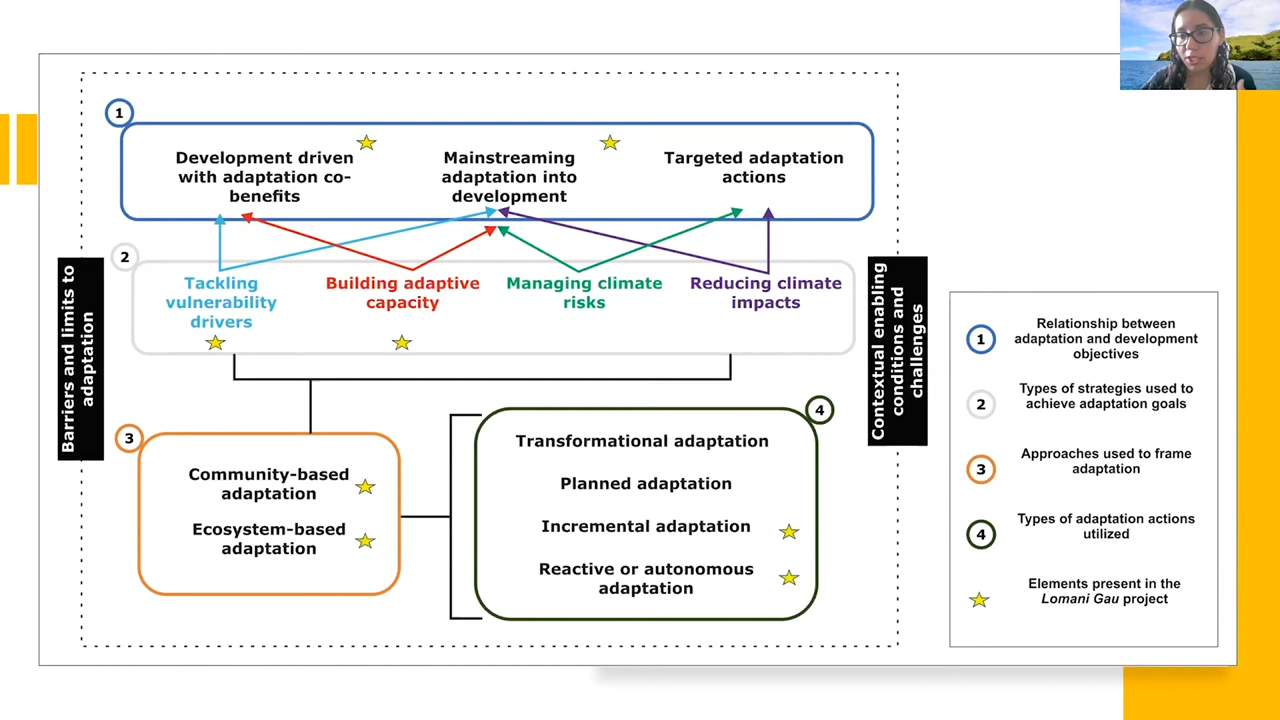 1
Development driven
with adaptation co-
benefits
Mainstreaming
adaptation into
development
Targeted adaptation
actions
2
Tackling
vulnerability
drivers
Building adaptive
capacity
Managing climate
risks
Reducing climate
impacts
Barriers and limits to
adaptation
Contextual enabling
conditions and
challenges
3
Community-based
adaptation
Ecosystem-based
adaptation
4
Transformational adaptation
Planned adaptation
Incremental adaptation
Reactive or autonomous
adaptation
1
Relationship between
adaptation and development
objectives
2
Types of strategies used to
achieve adaptation goals
3
Approaches used to frame
adaptation
4
Types of adaptation actions
utilized
Elements present in the
Lomani Gau project